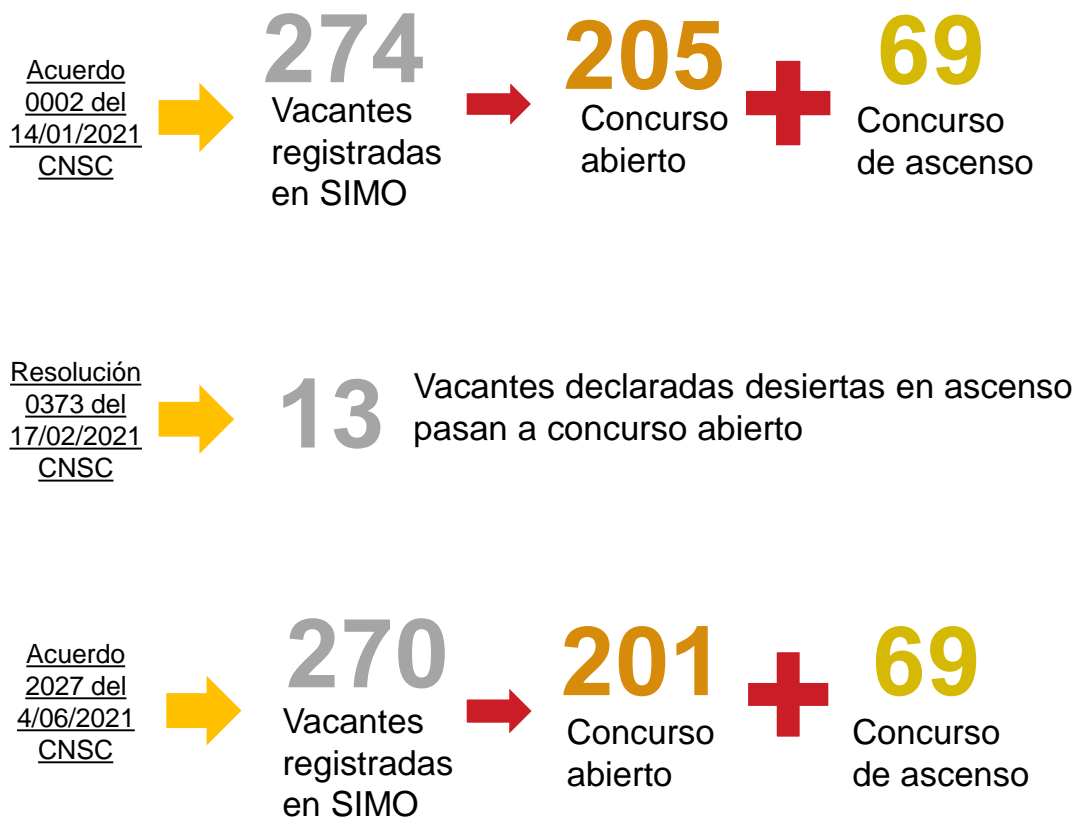 Acuerdo
0002 del
14/01/2021
CNSC
274
Vacantes
registradas
en SIMO
205
Concurso
abierto
69
Concurso
de ascenso
Resolución
0373 del
17/02/2021
CNSC
13
Vacantes declaradas desiertas en ascenso
pasan a concurso abierto
Acuerdo
2027 del
4/06/2021
CNSC
270
Vacantes
registradas
en SIMO
201
Concurso
abierto
69
Concurso
de ascenso